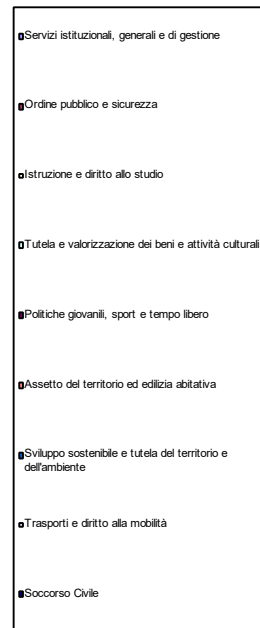 Servizi istituzionali, generali e di gestione
Ordine pubblico e sicurezza
Istruzione e diritto allo studio
Tutela e valorizzazione dei beni e attività culturali
Politiche giovanili, sport e tempo libero
Assetto del territorio ed edilizia abitativa
Sviluppo sostenibile e tutela del territorio e
dell'ambiente
Trasporti e diritto alla mobilità
Soccorso Civile